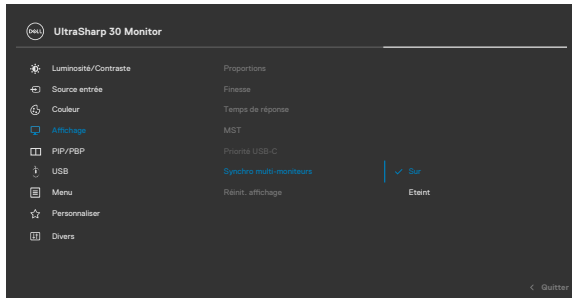 DELL
UltraSharp 30 Monitor
Luminosité/Contraste
Source entrée
Couleur
Affichage
PIP/PBP
USB
Menu
Personnaliser
Divers
Proportions
Finesse
Temps de réponse
MST
Priorité USB-C
Synchro multi-moniteurs
Réinit. affichage
Sur
Eteint
Quitter